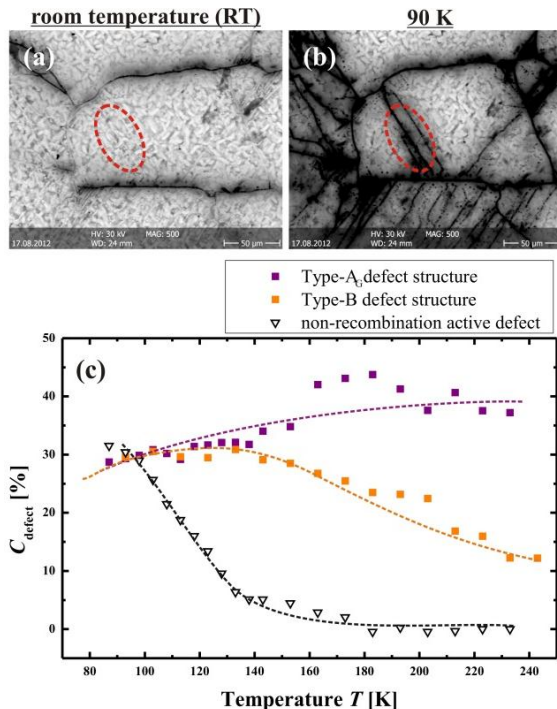 room temperature (RT)
90 K
(a)
(b)
HV: 30 kV MAG: 500
17.08.2012 WD: 24 mm 50 µm
HV: 30 kV MAG: 500
17.08.2012 WD: 24 mm 50 µm
Type-A_G defect structure
Type-B defect structure
non-recombination active defect
(c)
C_defect [%]
50
40
30
20
10
0
80 100 120 140 160 180 200 220 240
Temperature T [K]